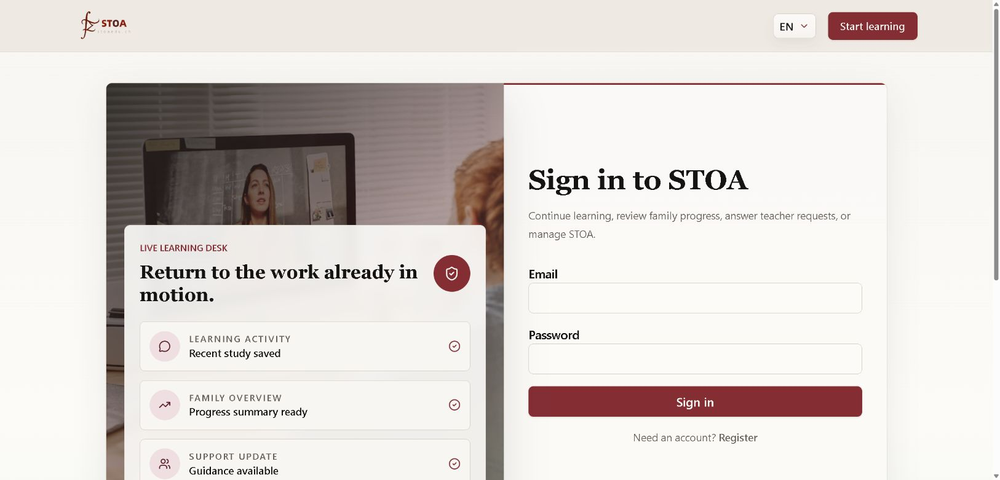 STOA
stoaedu.ch
EN
Start learning
LIVE LEARNING DESK
Return to the work already in
motion.
LEARNING ACTIVITY
Recent study saved
FAMILY OVERVIEW
Progress summary ready
SUPPORT UPDATE
Guidance available
Sign in to STOA
Continue learning, review family progress, answer teacher requests, or
manage STOA.
Email
Password
Sign in
Need an account? Register